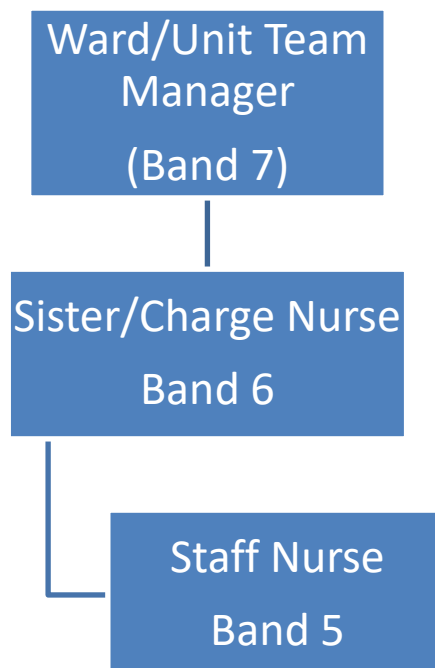 Ward/Unit Team
Manager
(Band 7)
Sister/Charge Nurse
Band 6
Staff Nurse
Band 5